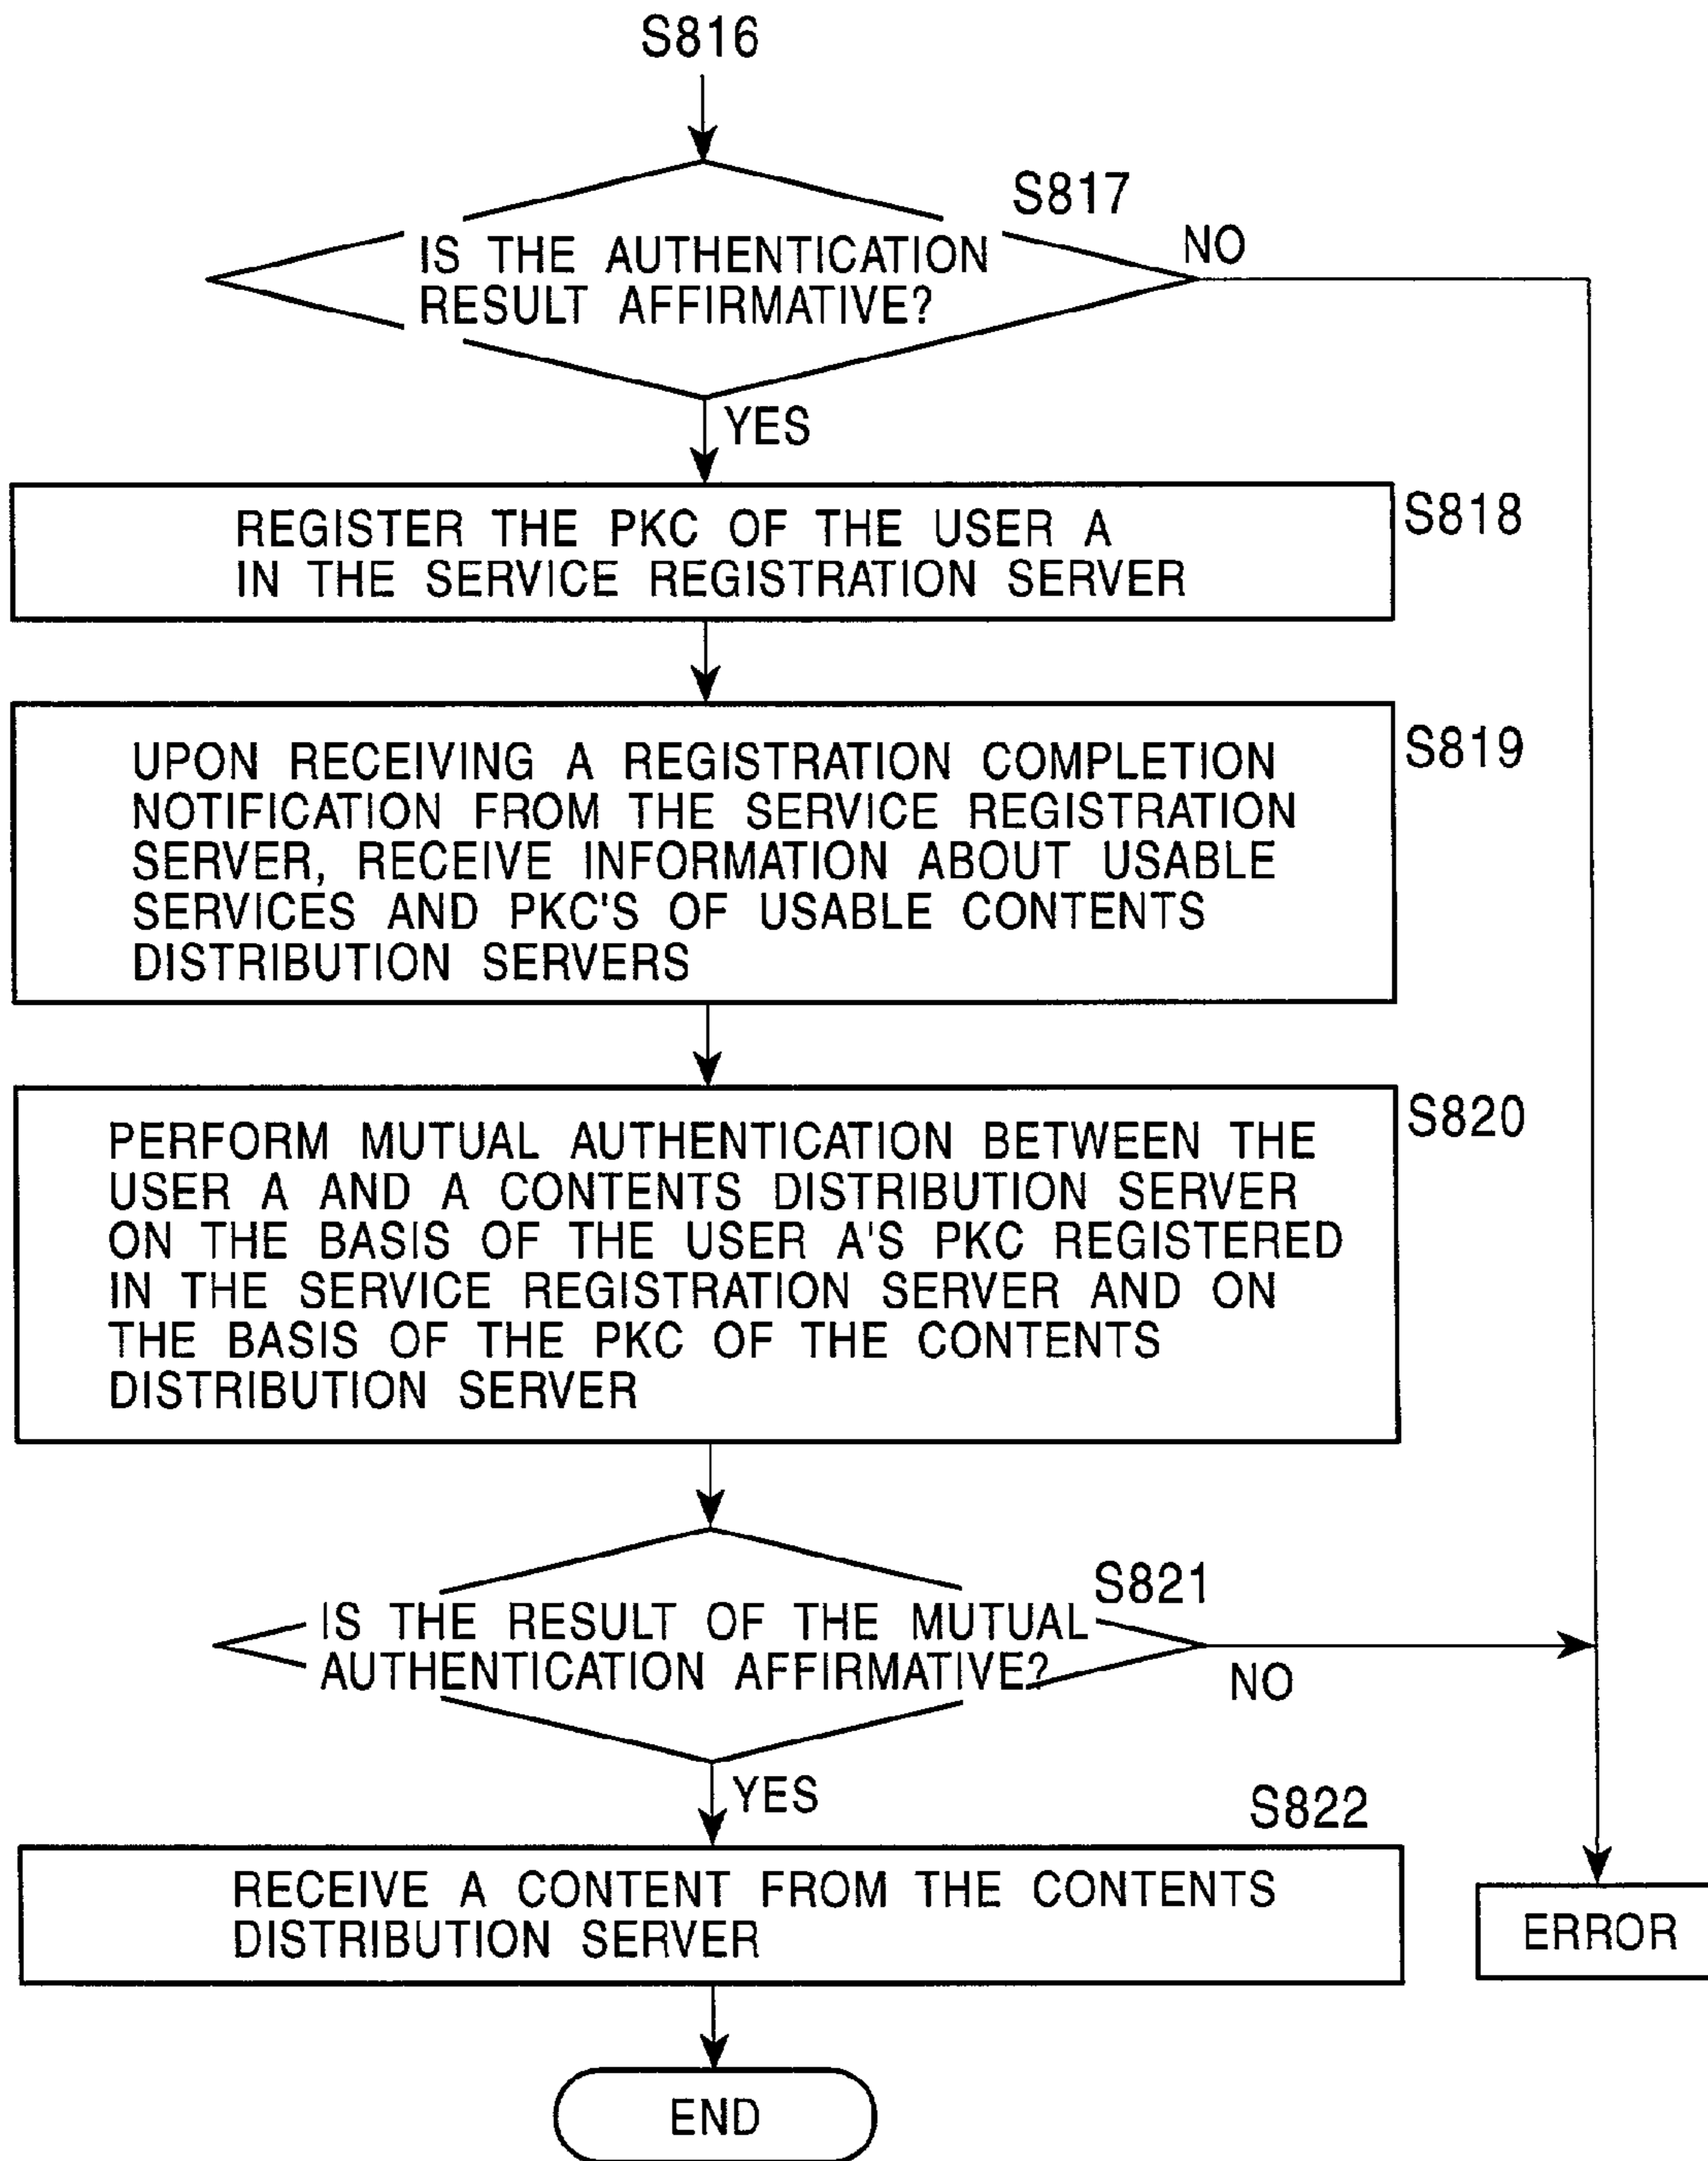 S816
S817
IS THE AUTHENTICATION
RESULT AFFIRMATIVE?
NO
YES
S818
REGISTER THE PKC OF THE USER A
IN THE SERVICE REGISTRATION SERVER
S819
UPON RECEIVING A REGISTRATION COMPLETION
NOTIFICATION FROM THE SERVICE REGISTRATION
SERVER, RECEIVE INFORMATION ABOUT USABLE
SERVICES AND PKC'S OF USABLE CONTENTS
DISTRIBUTION SERVERS
S820
PERFORM MUTUAL AUTHENTICATION BETWEEN THE
USER A AND A CONTENTS DISTRIBUTION SERVER
ON THE BASIS OF THE USER A'S PKC REGISTERED
IN THE SERVICE REGISTRATION SERVER AND ON
THE BASIS OF THE PKC OF THE CONTENTS
DISTRIBUTION SERVER
S821
IS THE RESULT OF THE MUTUAL
AUTHENTICATION AFFIRMATIVE?
NO
YES
S822
RECEIVE A CONTENT FROM THE CONTENTS
DISTRIBUTION SERVER
ERROR
END